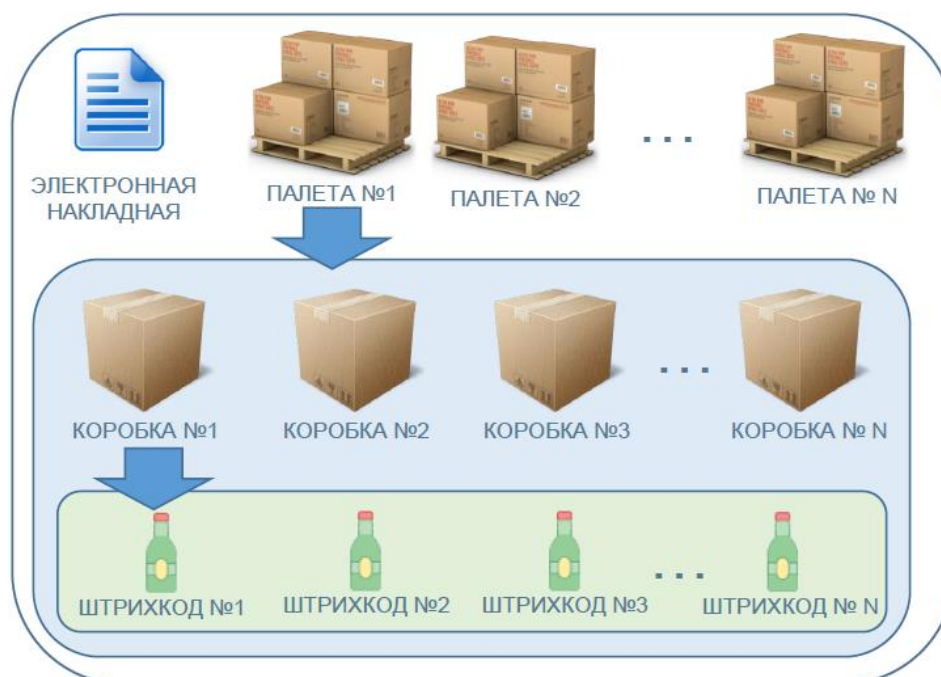 ЭЛЕКТРОННАЯ
НАКЛАДНАЯ
ПАЛЕТА №1
ПАЛЕТА №2
. . .
ПАЛЕТА № N
КОРОБКА №1
КОРОБКА №2
КОРОБКА №3
. . .
КОРОБКА № N
ШТРИХКОД №1
ШТРИХКОД №2
ШТРИХКОД №3
. . .
ШТРИХКОД № N